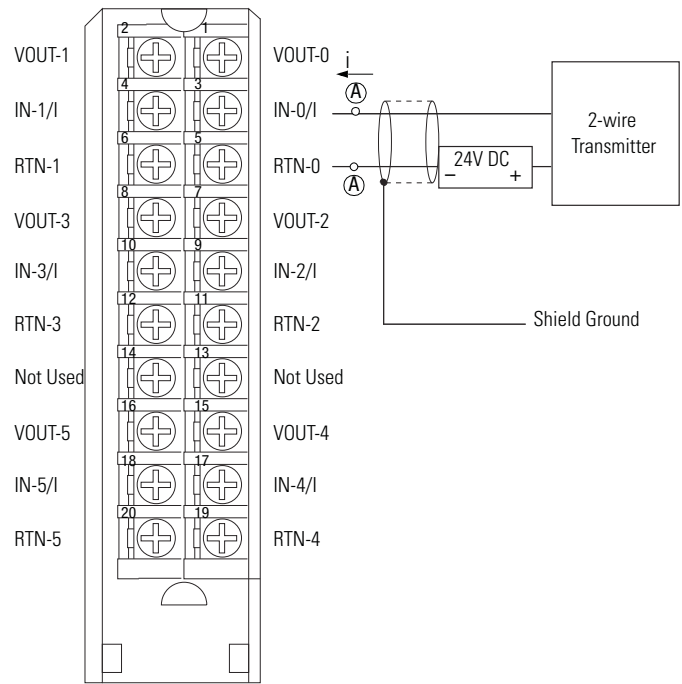 2 1
VOUT-1 VOUT-0 i
A
4 3
IN-1/I IN-0/I 2-wire
Transmitter
6 5
RTN-1 RTN-0 24V DC
− +
A
8 7
VOUT-3 VOUT-2
10 9
IN-3/I IN-2/I
12 11
RTN-3 RTN-2 Shield Ground
14 13
Not Used Not Used
16 15
VOUT-5 VOUT-4
18 17
IN-5/I IN-4/I
20 19
RTN-5 RTN-4